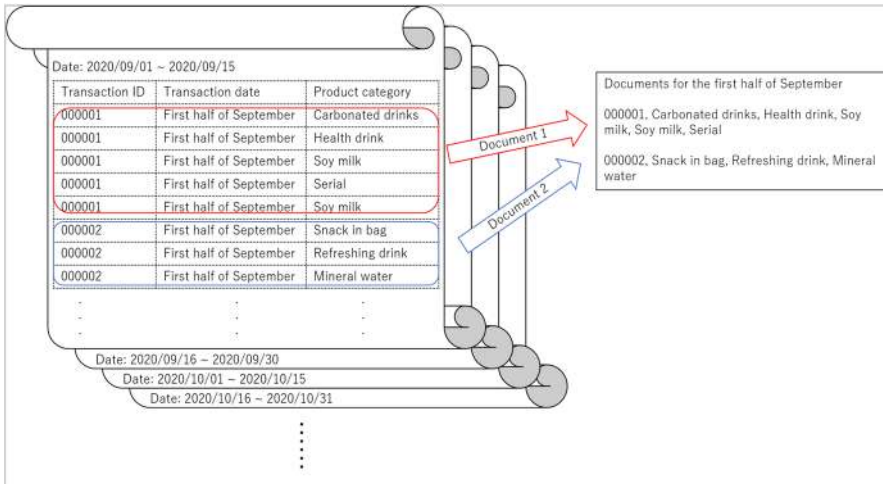 Date: 2020/09/01 ~ 2020/09/15
Transaction ID Transaction date Product category
000001 First half of September Carbonated drinks
000001 First half of September Health drink
000001 First half of September Soy milk
000001 First half of September Serial
000001 First half of September Soy milk
000002 First half of September Snack in bag
000002 First half of September Refreshing drink
000002 First half of September Mineral water
Date: 2020/09/16 ~ 2020/09/30
Date: 2020/10/01 ~ 2020/10/15
Date: 2020/10/16 ~ 2020/10/31
Document 1
Document 2
Documents for the first half of September
000001, Carbonated drinks, Health drink, Soy
milk, Soy milk, Serial
000002, Snack in bag, Refreshing drink, Mineral
water